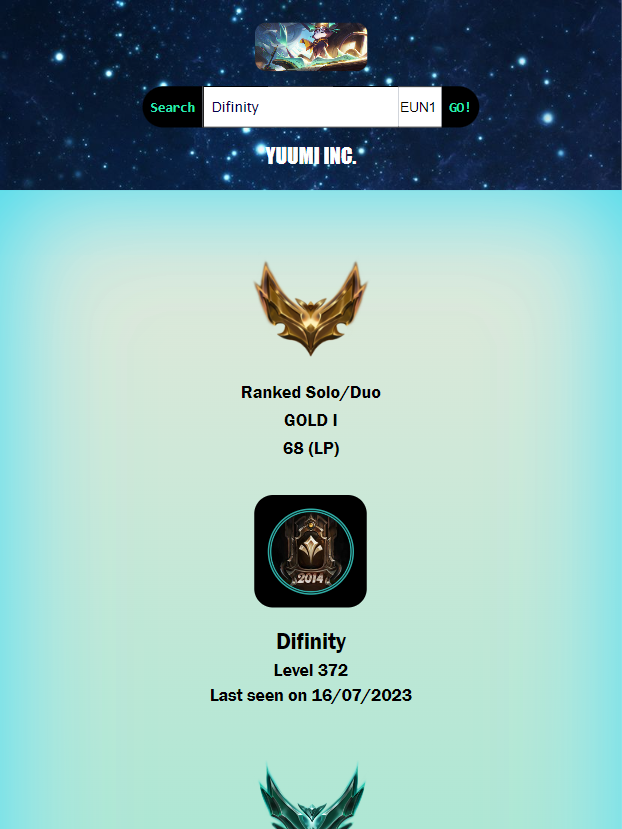 Search Difinity EUN1 GO!
YUUMI INC.
Ranked Solo/Duo
GOLD I
68 (LP)
2014
Difinity
Level 372
Last seen on 16/07/2023